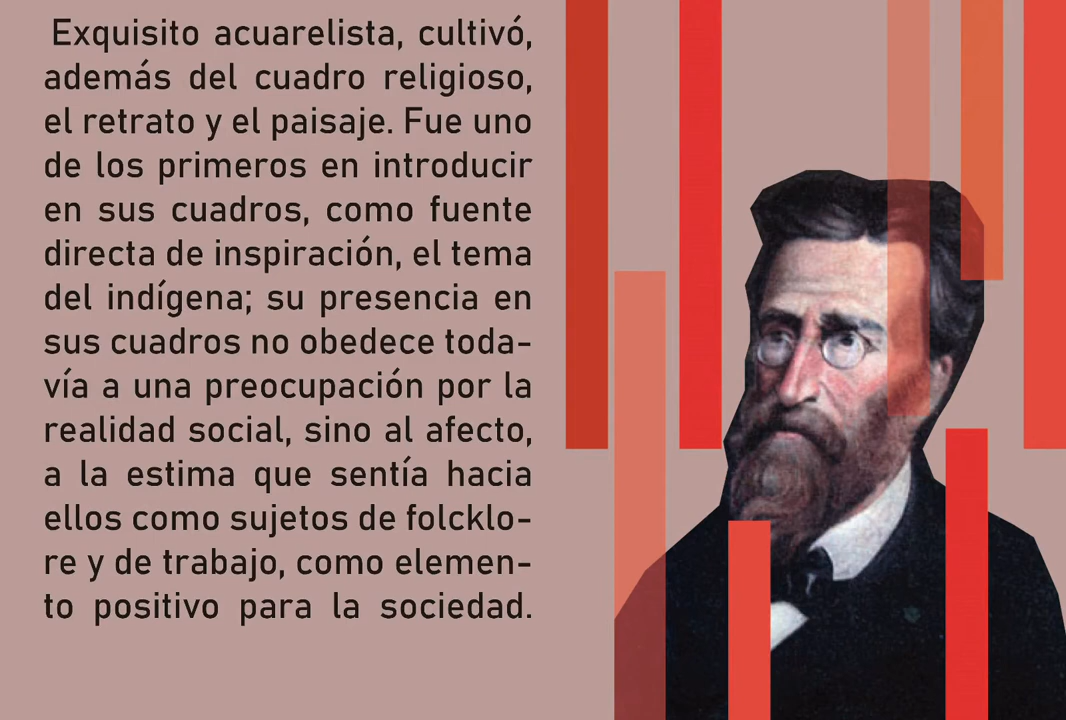 Exquisito acuarelista, cultivó,
además del cuadro religioso,
el retrato y el paisaje. Fue uno
de los primeros en introducir
en sus cuadros, como fuente
directa de inspiración, el tema
del indígena; su presencia en
sus cuadros no obedece toda-
vía a una preocupación por la
realidad social, sino al afecto,
a la estima que sentía hacia
ellos como sujetos de folcklo-
re y de trabajo, como elemen-
to positivo para la sociedad.